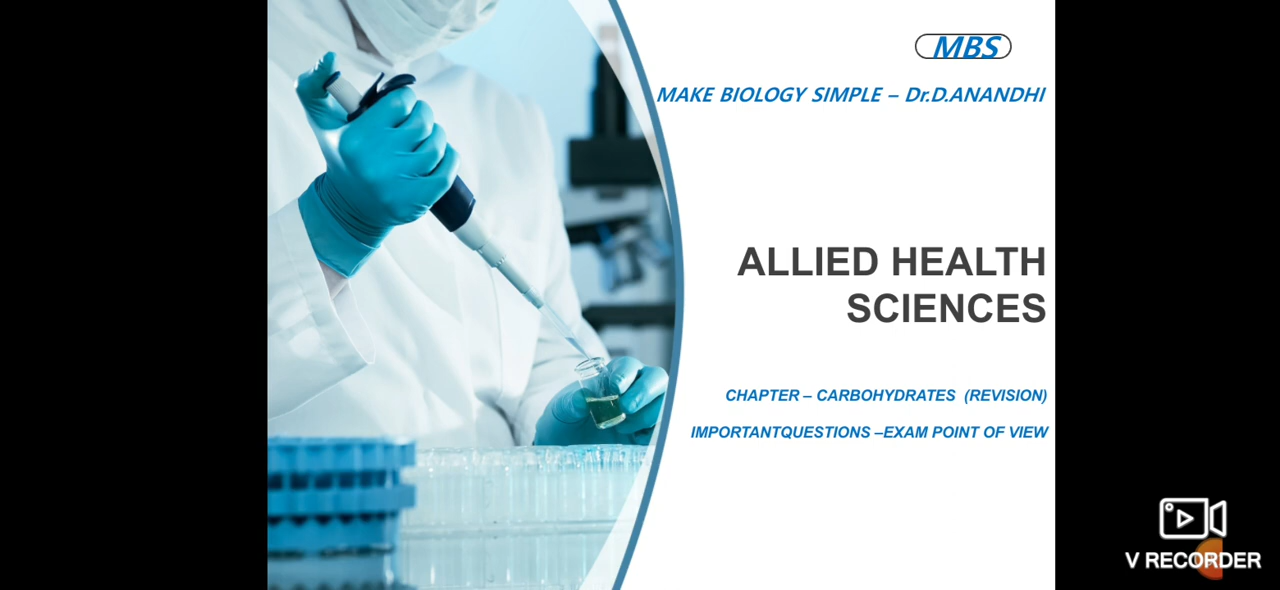 MBS
MAKE BIOLOGY SIMPLE – Dr.D.ANANDHI
ALLIED HEALTH
SCIENCES
CHAPTER – CARBOHYDRATES (REVISION)
IMPORTANTQUESTIONS –EXAM POINT OF VIEW
V RECORDER